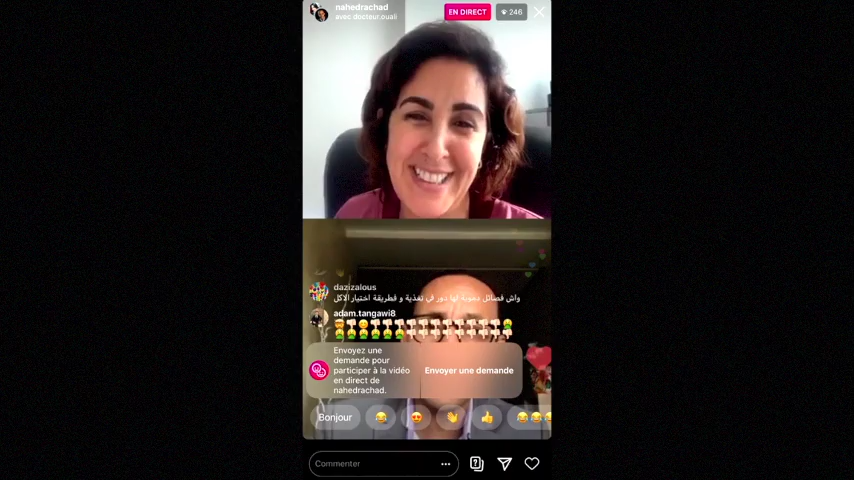 nahedrachad
avec docteur.ouali
EN DIRECT
246
dazizalous
واش فصائل دموية لها دور في تغذية و فطريقة اختيار الاكل
adam.tangawi8
Envoyez une
demande pour
participer à la vidéo
en direct de
nahedrachad.
Envoyer une demande
Bonjour
Commenter